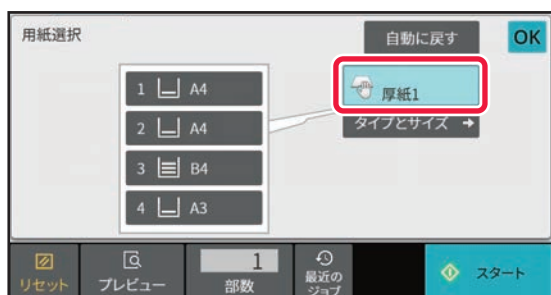 用紙選択
自動に戻す
OK
1 A4
2 A4
3 B4
4 A3
厚紙1
タイプとサイズ
リセット
プレビュー
1
部数
最近の
ジョブ
スタート